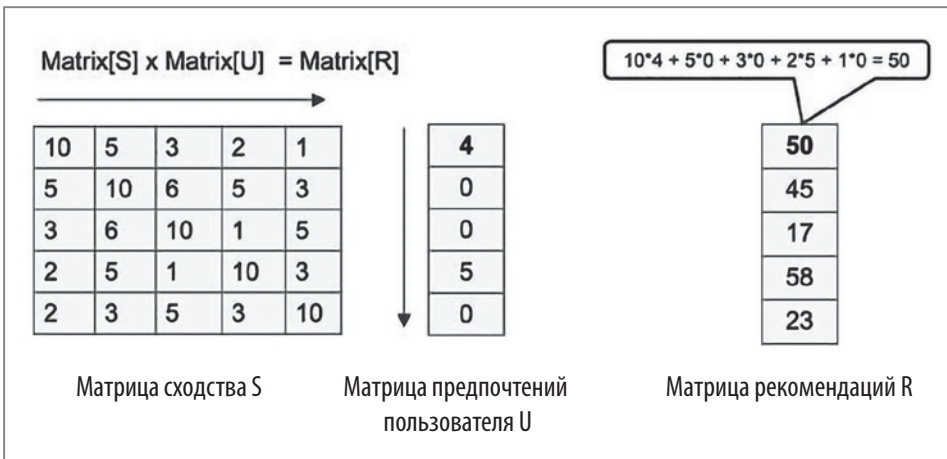 Matrix[S] x Matrix[U] = Matrix[R]
10*4 + 5*0 + 3*0 + 2*5 + 1*0 = 50
10 5 3 2 1
5 10 6 5 3
3 6 10 1 5
2 5 1 10 3
2 3 5 3 10
4
0
0
5
0
50
45
17
58
23
Матрица сходства S
Матрица предпочтений
пользователя U
Матрица рекомендаций R